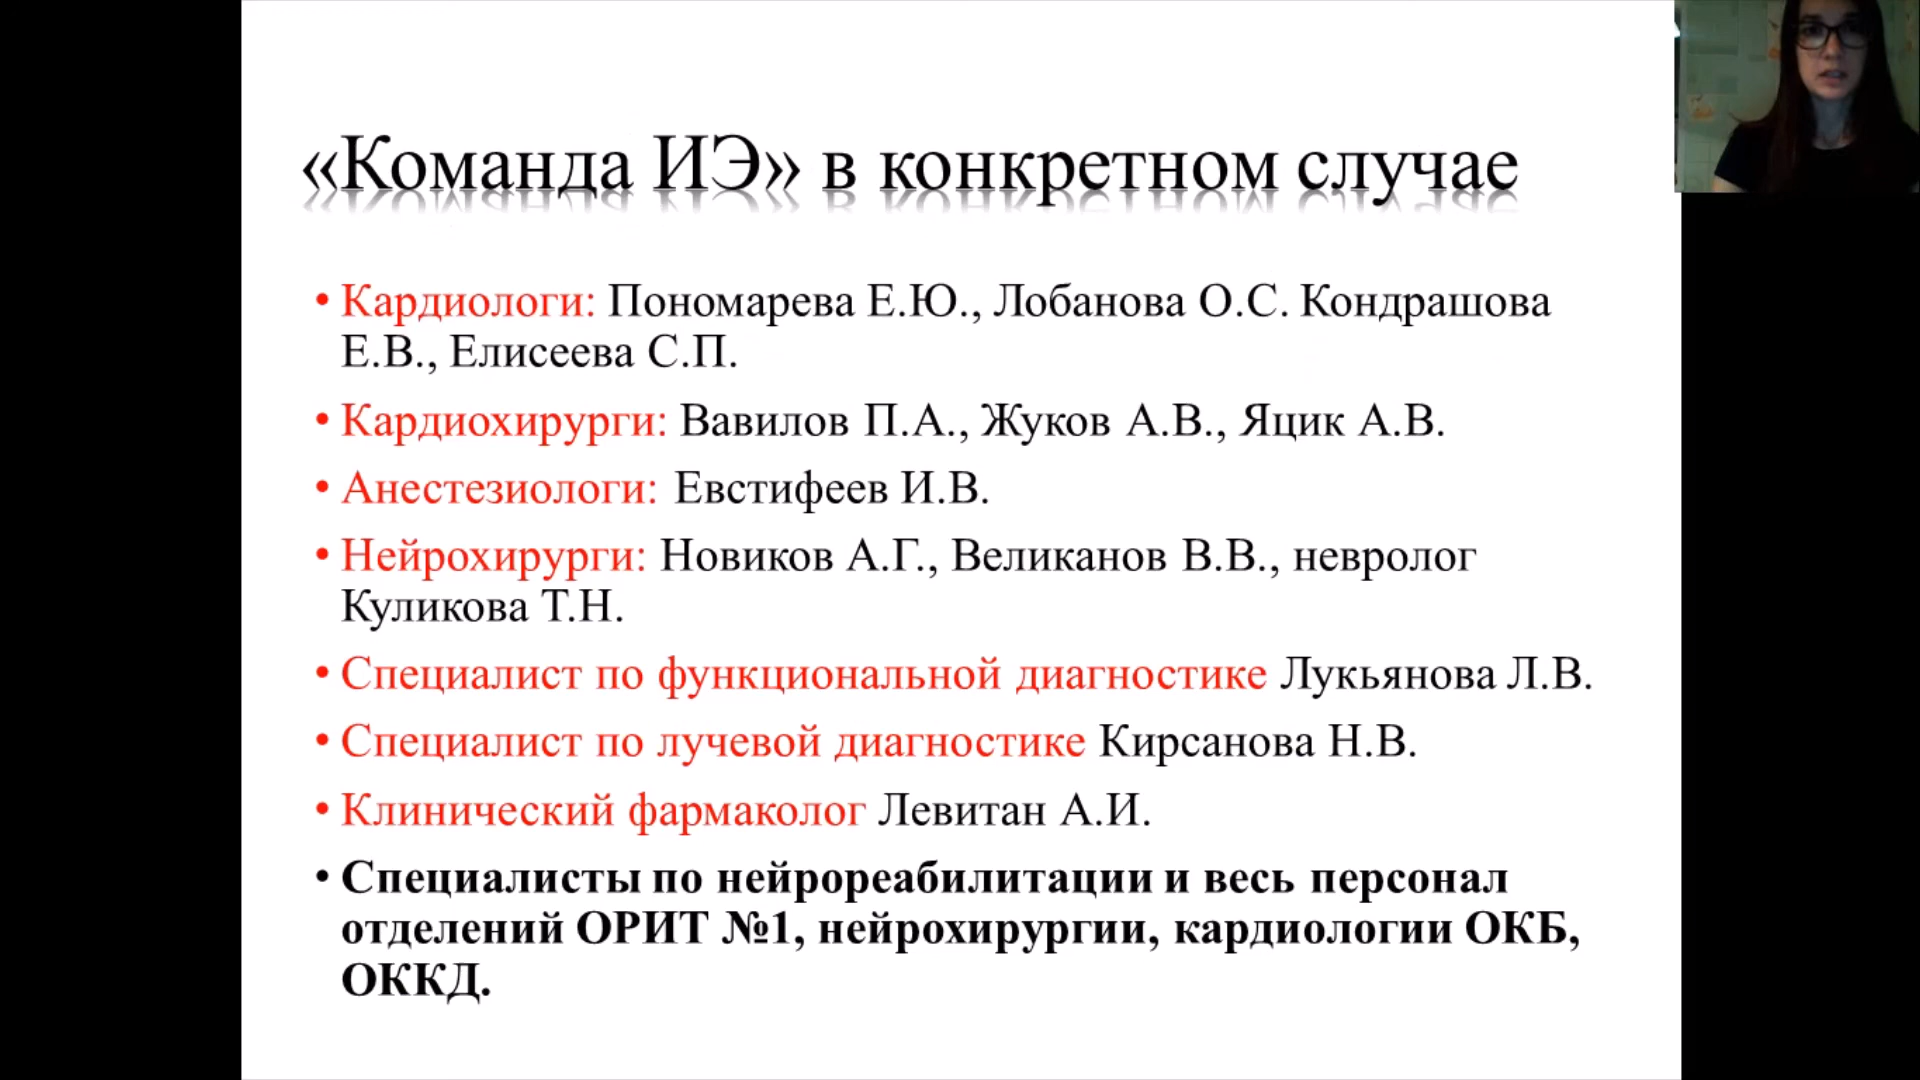 «Команда ИЭ» в конкретном случае
• Кардиологи: Пономарева Е.Ю., Лобанова О.С. Кондрашова
Е.В., Елисеева С.П.
• Кардиохирурги: Вавилов П.А., Жуков А.В., Яцик А.В.
• Анестезиологи: Евстифеев И.В.
• Нейрохирурги: Новиков А.Г., Великанов В.В., невролог
Куликова Т.Н.
• Специалист по функциональной диагностике Лукьянова Л.В.
• Специалист по лучевой диагностике Кирсанова Н.В.
• Клинический фармаколог Левитан А.И.
• Специалисты по нейрореабилитации и весь персонал
отделений ОРИТ №1, нейрохирургии, кардиологии ОКБ,
ОККД.